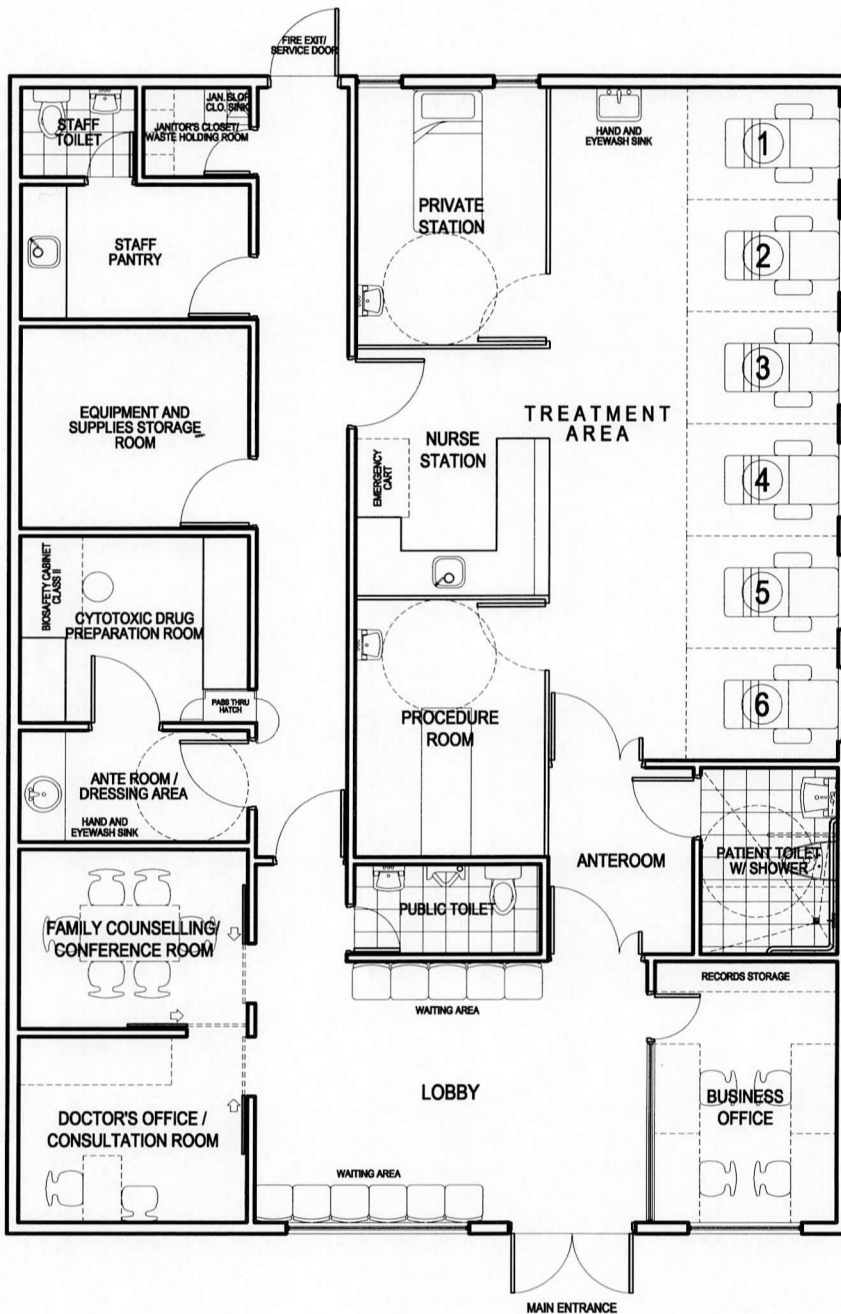 FIRE EXIT/
SERVICE DOOR
STAFF
TOILET
JAN. SLOP
CLO. SINK
JANITOR'S CLOSET/
WASTE HOLDING ROOM
HAND AND
EYEWASH SINK
1
PRIVATE
STATION
STAFF
PANTRY
2
3
EQUIPMENT AND
SUPPLIES STORAGE
ROOM
TREATMENT
AREA
NURSE
STATION
EMERGENCY
CART
4
BIOSAFETY CABINET
CLASS II
CYTOTOXIC DRUG
PREPARATION ROOM
5
PASS THRU
HATCH
6
PROCEDURE
ROOM
ANTE ROOM /
DRESSING AREA
HAND AND
EYEWASH SINK
ANTEROOM
PATIENT TOILET
W/ SHOWER
PUBLIC TOILET
FAMILY COUNSELLING/
CONFERENCE ROOM
RECORDS STORAGE
WAITING AREA
LOBBY
BUSINESS
OFFICE
DOCTOR'S OFFICE /
CONSULTATION ROOM
WAITING AREA
MAIN ENTRANCE